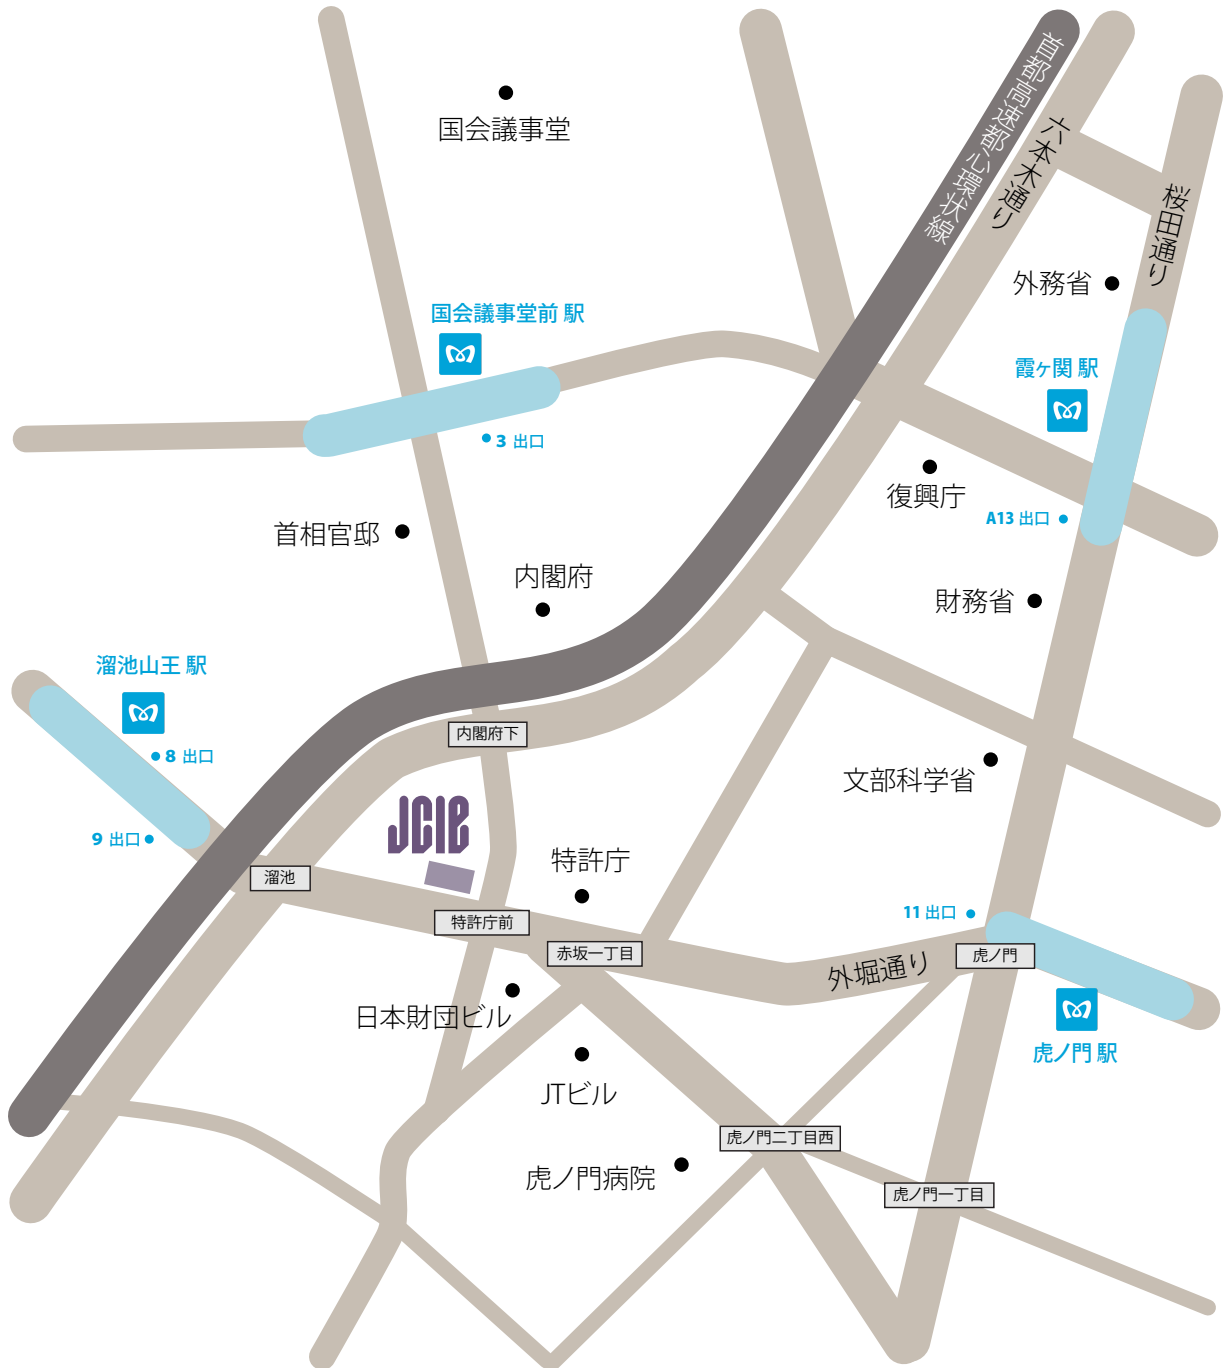 首都高速都心環状線
六本木通り
国会議事堂
桜田通り
外務省
国会議事堂前 駅
霞ヶ関 駅
3 出口
復興庁
A13 出口
首相官邸
内閣府
財務省
溜池山王 駅
内閣府下
8 出口
文部科学省
9 出口
JCIE
特許庁
溜池
11 出口
特許庁前
赤坂一丁目
虎ノ門
外堀通り
日本財団ビル
虎ノ門 駅
JTビル
虎ノ門二丁目西
虎ノ門病院
虎ノ門一丁目